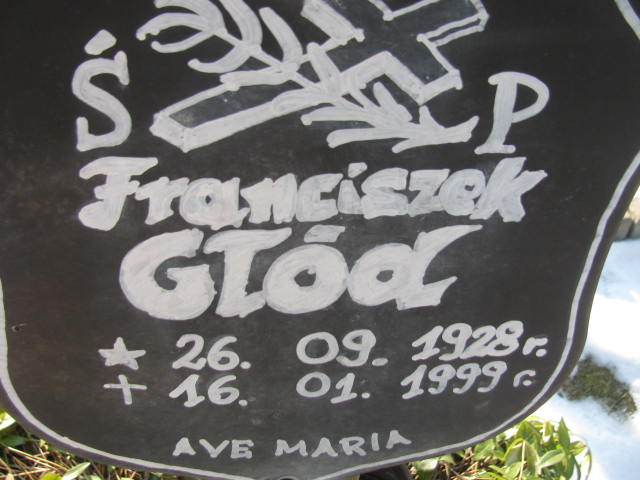 Ś P
Franciszek
Głód
★ 26. 09. 1928 r.
+ 16. 01. 1999 r.
AVE MARIA